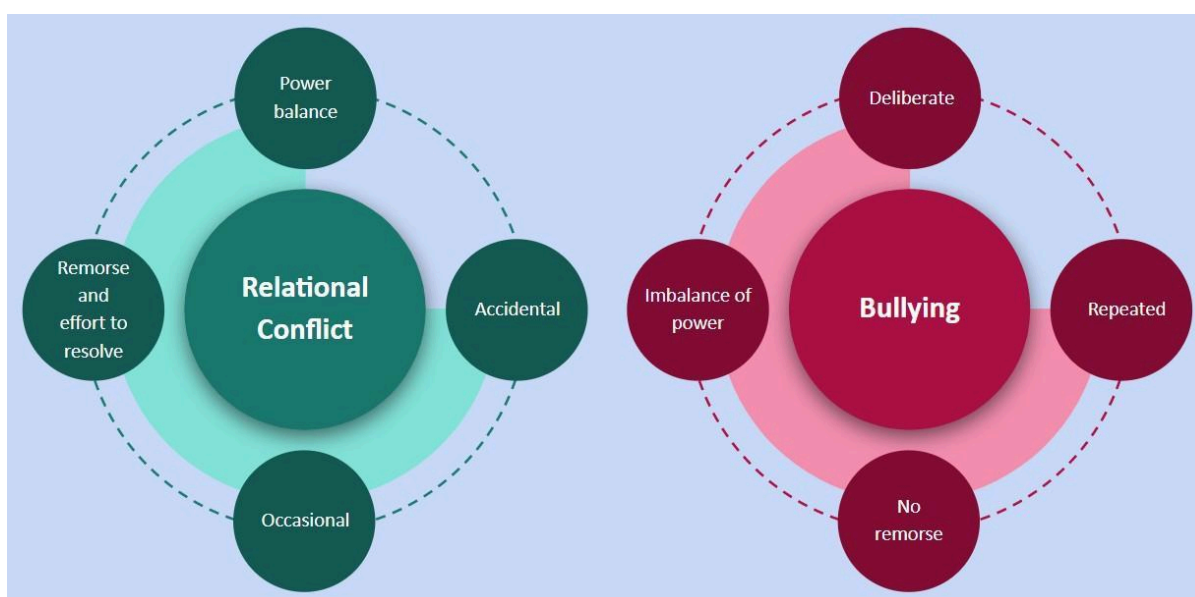 Power
balance
Remorse
and
effort to
resolve
Relational
Conflict
Accidental
Occasional
Deliberate
Imbalance of
power
Bullying
Repeated
No
remorse